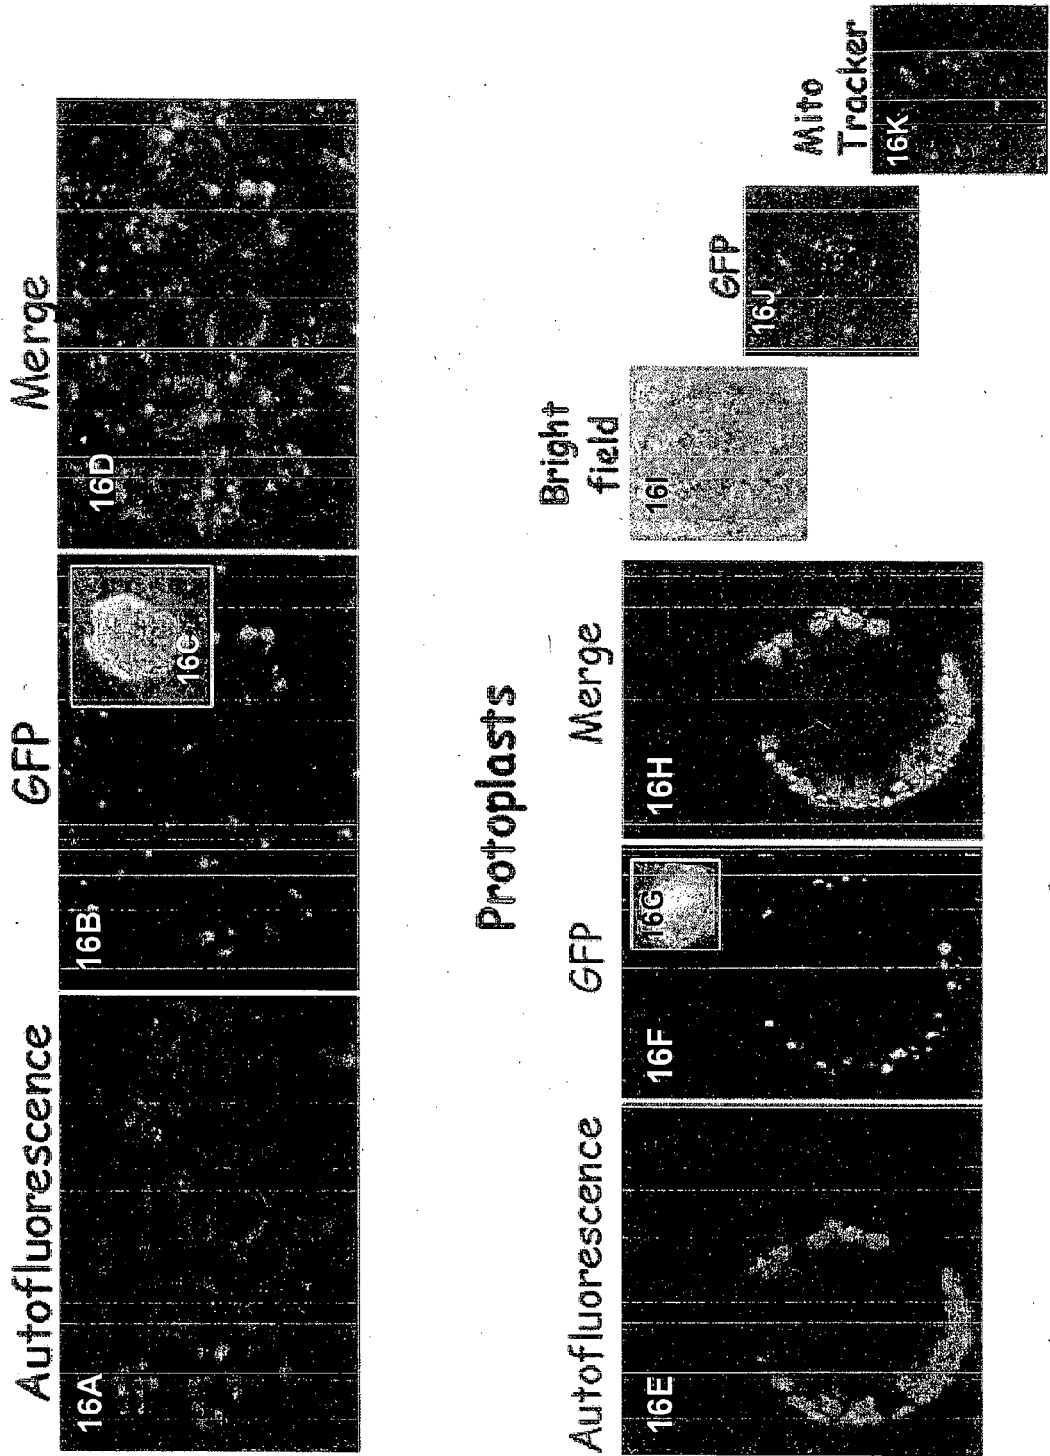 Autofluorescence
GFP
Merge
16A
16B
16C
16D
Protoplasts
Autofluorescence
GFP
Merge
Bright
field
GFP
Mito
Tracker
16E
16F
16G
16H
16I
16J
16K